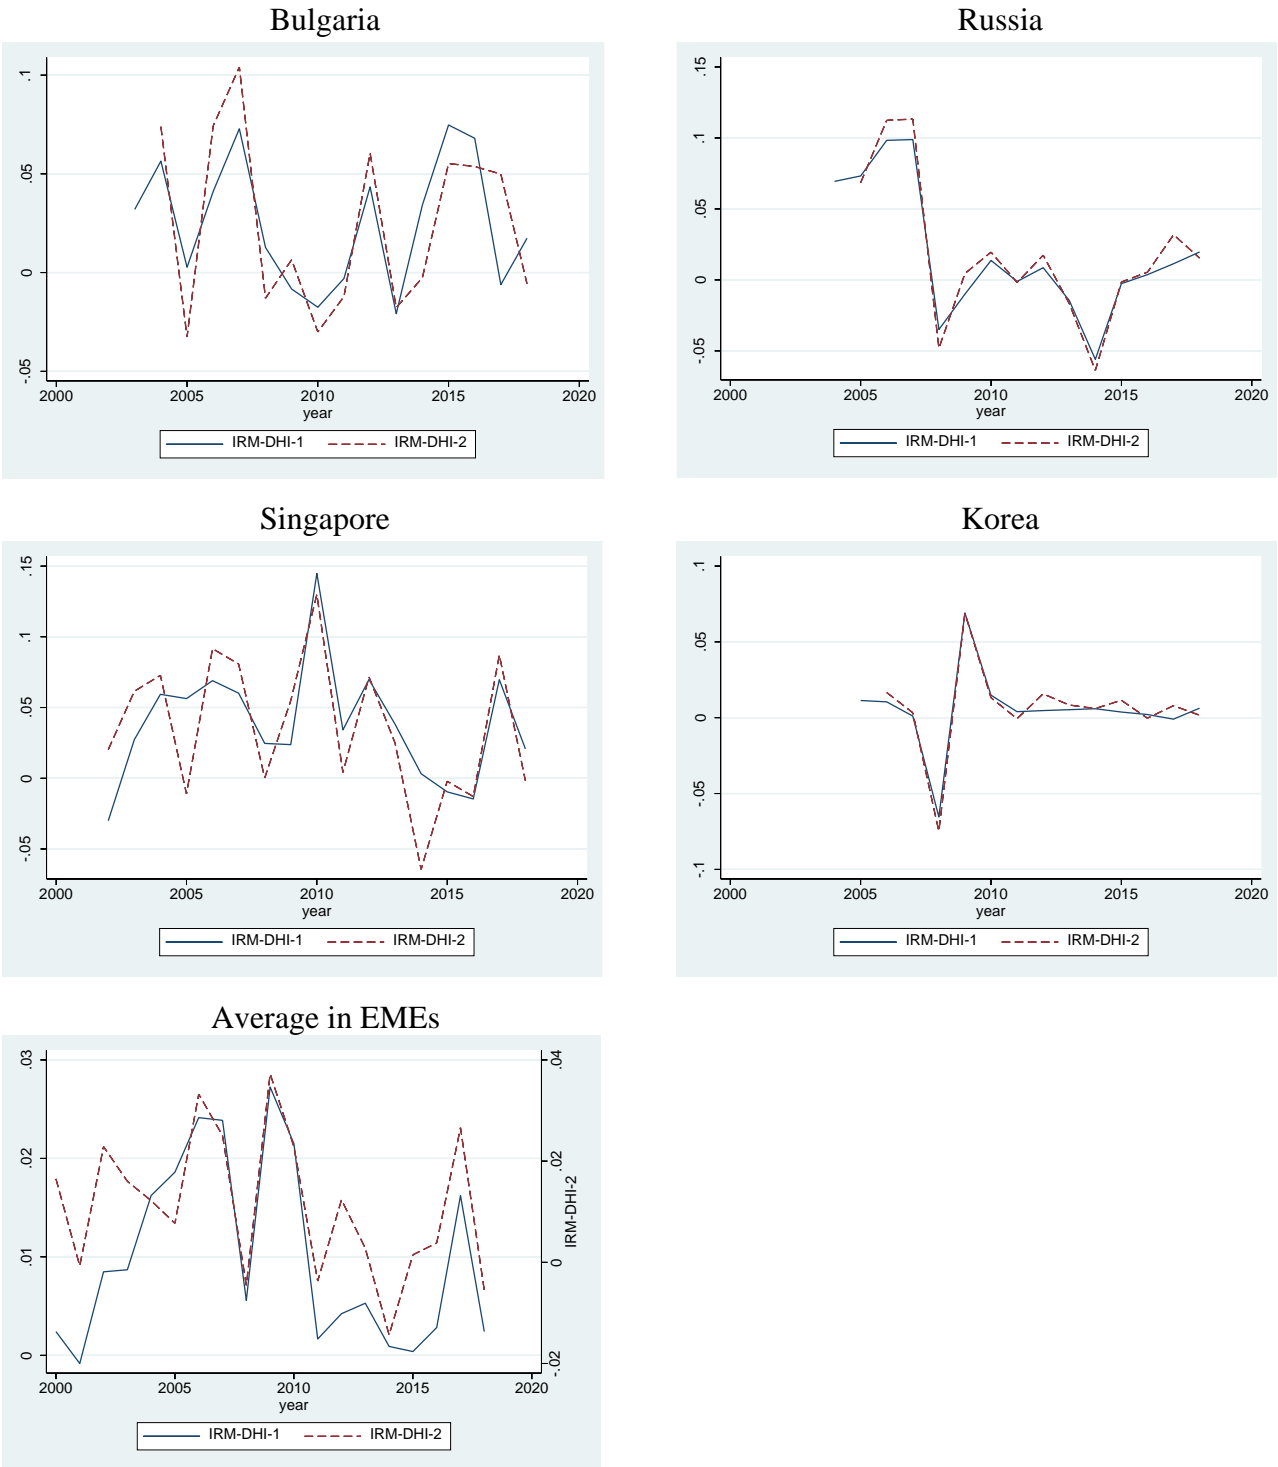 Bulgaria
.1
.05
0
-.05
2000 2005 2010 2015 2020
year
IRM-DHI-1 IRM-DHI-2
Russia
.15
.1
.05
0
-.05
2000 2005 2010 2015 2020
year
IRM-DHI-1 IRM-DHI-2
Singapore
.15
.1
.05
0
-.05
2000 2005 2010 2015 2020
year
IRM-DHI-1 IRM-DHI-2
Korea
.1
.05
0
-.05
-.1
2000 2005 2010 2015 2020
year
IRM-DHI-1 IRM-DHI-2
Average in EMEs
.03
.02
.01
0
.04
.02
0
-.02
IRM-DHI-2
2000 2005 2010 2015 2020
year
IRM-DHI-1 IRM-DHI-2